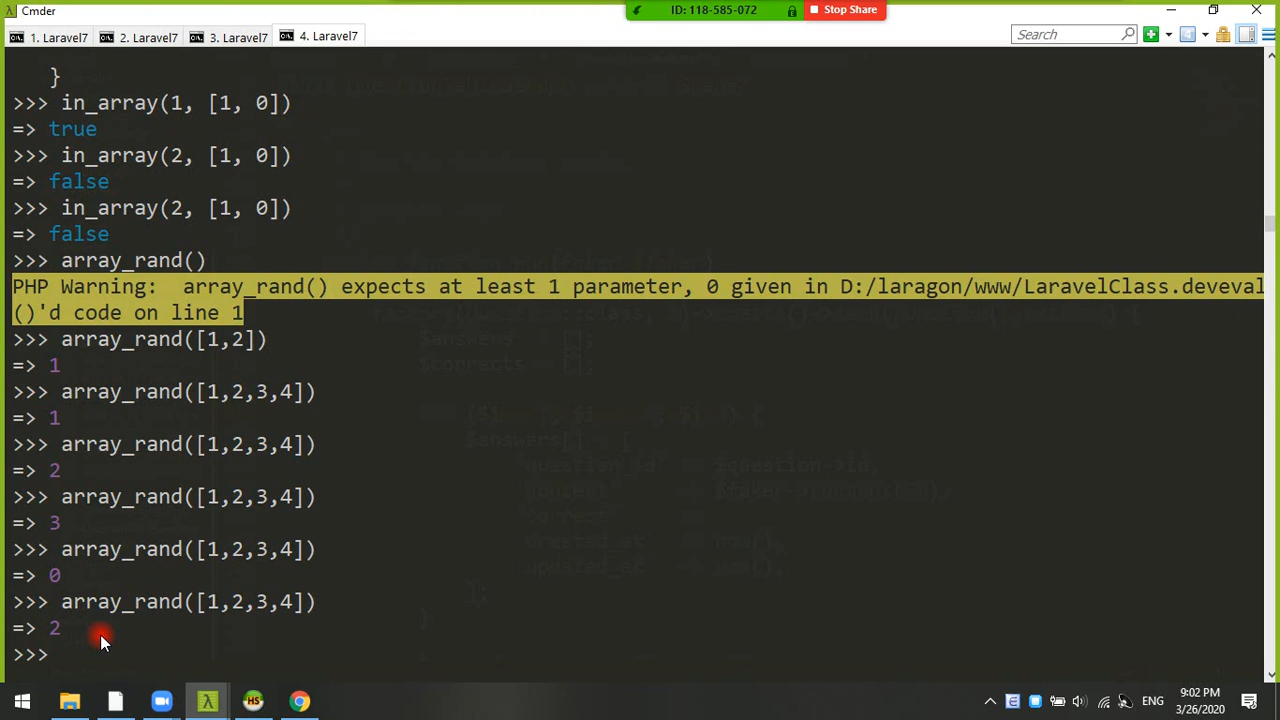 Cmder
ID: 118-585-072
Stop Share
1. Laravel7
2. Laravel7
3. Laravel7
4. Laravel7
Search
}
>>> in_array(1, [1, 0])
=> true
>>> in_array(2, [1, 0])
=> false
>>> in_array(2, [1, 0])
=> false
>>> array_rand()
PHP Warning:  array_rand() expects at least 1 parameter, 0 given in D:/laragon/www/LaravelClass.deveval
()'d code on line 1
>>> array_rand([1,2])
=> 1
>>> array_rand([1,2,3,4])
=> 1
>>> array_rand([1,2,3,4])
=> 2
>>> array_rand([1,2,3,4])
=> 3
>>> array_rand([1,2,3,4])
=> 0
>>> array_rand([1,2,3,4])
=> 2
>>>
$answers = [];
$corrects = [];
$answers[] = [
HS
ENG
9:02 PM
3/26/2020